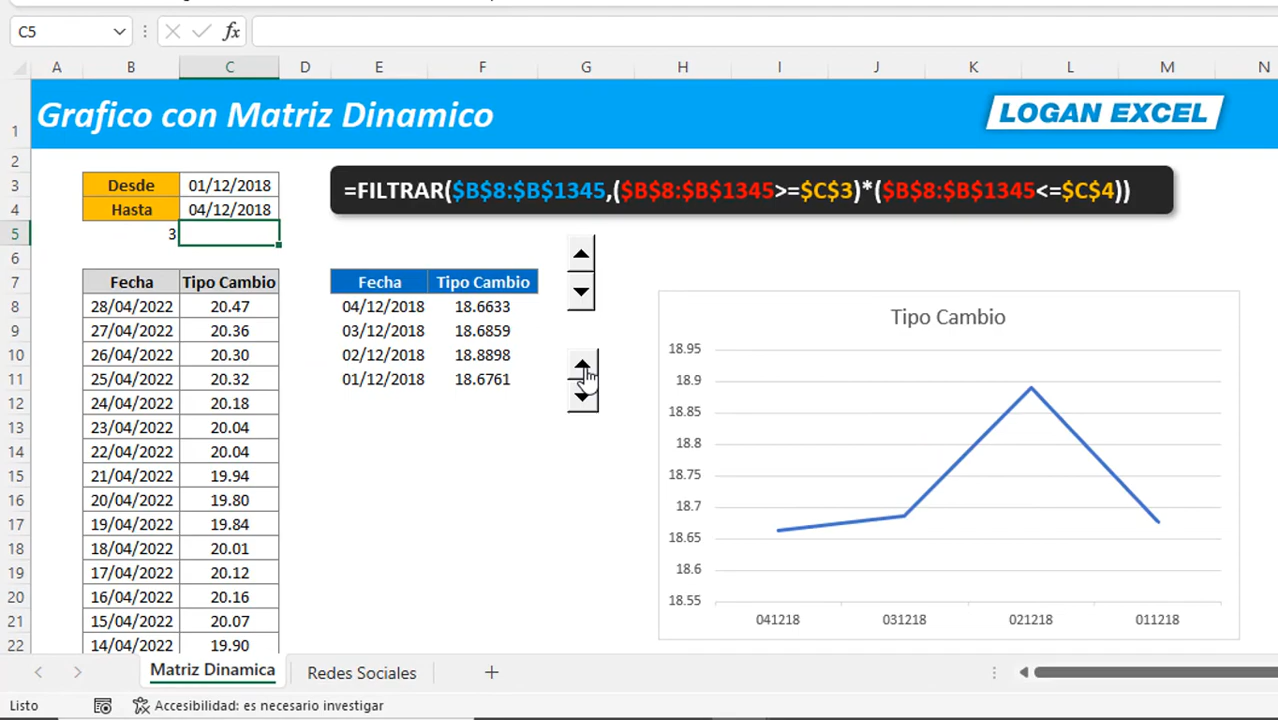 C5
fx
A B C D E F G H I J K L M N
1 Grafico con Matriz Dinamico LOGAN EXCEL
2
3 Desde 01/12/2018 =FILTRAR($B$8:$B$1345,($B$8:$B$1345>=$C$3)*($B$8:$B$1345<=$C$4))
4 Hasta 04/12/2018
5 3
6
7 Fecha Tipo Cambio Fecha Tipo Cambio
8 28/04/2022 20.47 04/12/2018 18.6633
9 27/04/2022 20.36 03/12/2018 18.6859
10 26/04/2022 20.30 02/12/2018 18.8898
11 25/04/2022 20.32 01/12/2018 18.6761
12 24/04/2022 20.18
13 23/04/2022 20.04
14 22/04/2022 20.04
15 21/04/2022 19.94
16 20/04/2022 19.80
17 19/04/2022 19.84
18 18/04/2022 20.01
19 17/04/2022 20.12
20 16/04/2022 20.16
21 15/04/2022 20.07
22 14/04/2022 19.90
Tipo Cambio
18.95
18.9
18.85
18.8
18.75
18.7
18.65
18.6
18.55
041218 031218 021218 011218
Matriz Dinamica Redes Sociales +
Listo Accesibilidad: es necesario investigar